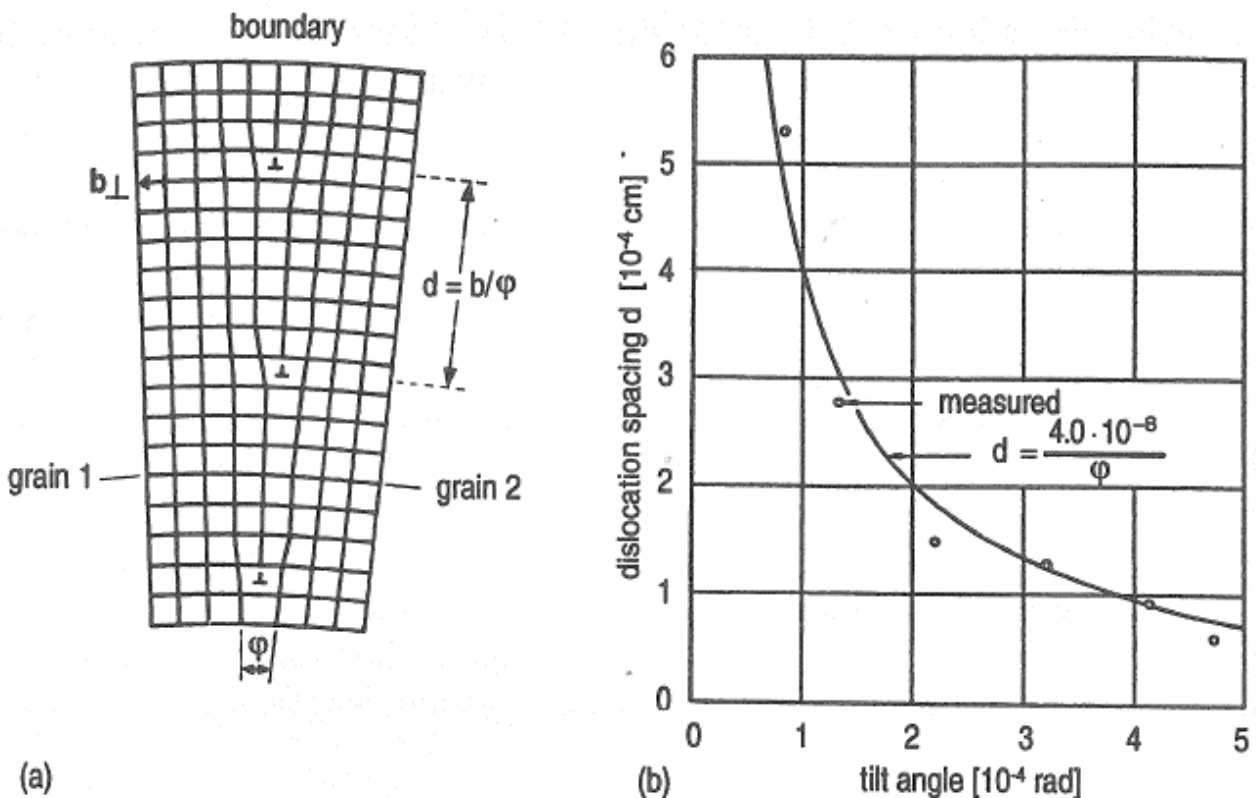 boundary
b⊥
d = b/φ
grain 1
grain 2
φ
(a)
6
5
4
3
2
1
0
dislocation spacing d [10⁻⁴ cm]
measured
d = 4.0 · 10⁻⁸
φ
0 1 2 3 4 5
(b)
tilt angle [10⁻⁴ rad]